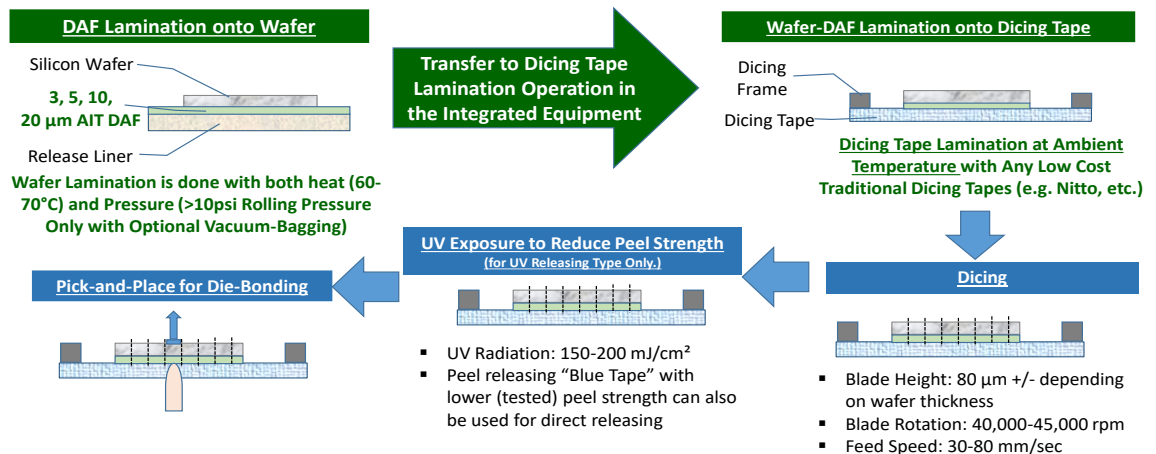 DAF Lamination onto Wafer
Silicon Wafer
3, 5, 10,
20 µm AIT DAF
Release Liner
Wafer Lamination is done with both heat (60-
70°C) and Pressure (>10psi Rolling Pressure
Only with Optional Vacuum-Bagging)
Transfer to Dicing Tape
Lamination Operation in
the Integrated Equipment
Wafer-DAF Lamination onto Dicing Tape
Dicing
Frame
Dicing Tape
Dicing Tape Lamination at Ambient
Temperature with Any Low Cost
Traditional Dicing Tapes (e.g. Nitto, etc.)
Dicing
▪ Blade Height: 80 µm +/- depending
on wafer thickness
▪ Blade Rotation: 40,000-45,000 rpm
▪ Feed Speed: 30-80 mm/sec
UV Exposure to Reduce Peel Strength
(for UV Releasing Type Only.)
▪ UV Radiation: 150-200 mJ/cm²
▪ Peel releasing “Blue Tape” with
lower (tested) peel strength can also
be used for direct releasing
Pick-and-Place for Die-Bonding